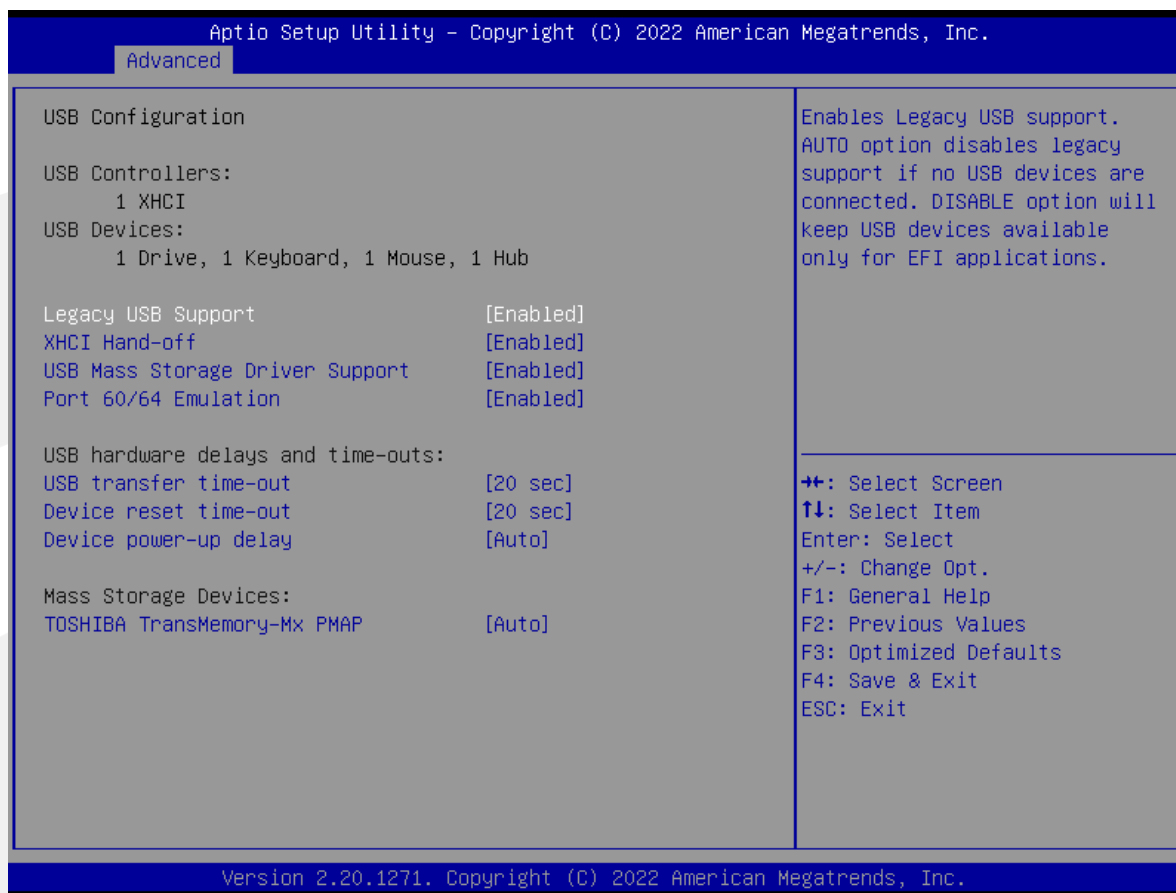 Aptio Setup Utility – Copyright (C) 2022 American Megatrends, Inc.
Advanced
USB Configuration
USB Controllers:
1 XHCI
USB Devices:
1 Drive, 1 Keyboard, 1 Mouse, 1 Hub
Legacy USB Support [Enabled]
XHCI Hand-off [Enabled]
USB Mass Storage Driver Support [Enabled]
Port 60/64 Emulation [Enabled]
USB hardware delays and time-outs:
USB transfer time-out [20 sec]
Device reset time-out [20 sec]
Device power-up delay [Auto]
Mass Storage Devices:
TOSHIBA TransMemory-Mx PMAP [Auto]
Enables Legacy USB support.
AUTO option disables legacy
support if no USB devices are
connected. DISABLE option will
keep USB devices available
only for EFI applications.
→←: Select Screen
↑↓: Select Item
Enter: Select
+/-: Change Opt.
F1: General Help
F2: Previous Values
F3: Optimized Defaults
F4: Save & Exit
ESC: Exit
Version 2.20.1271. Copyright (C) 2022 American Megatrends, Inc.